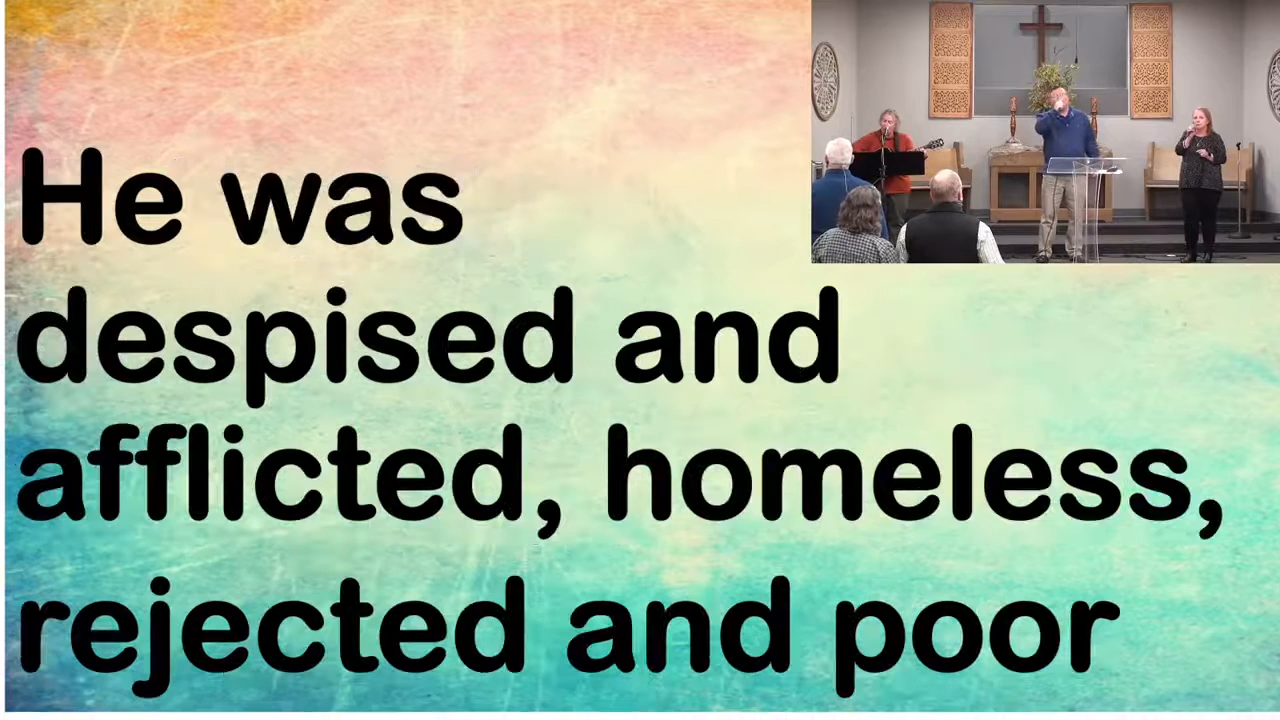 He was
despised and
afflicted, homeless,
rejected and poor